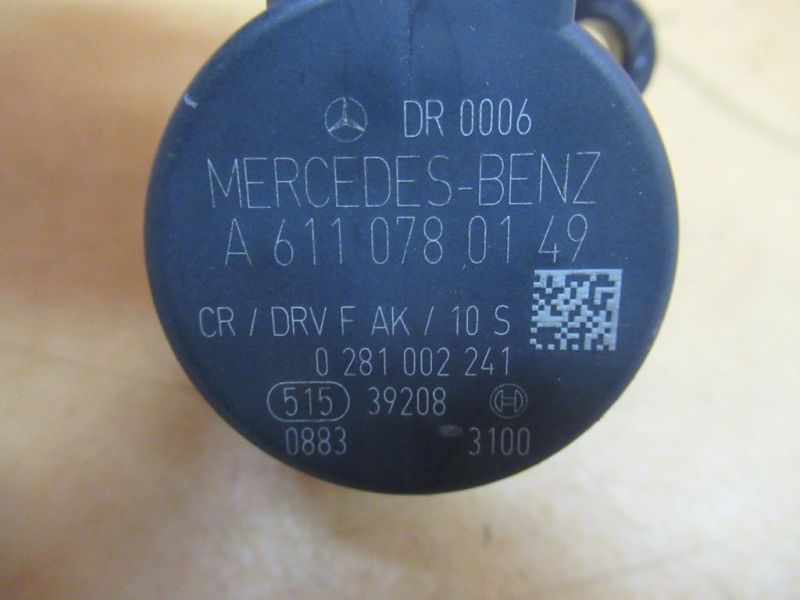 DR 0006
MERCEDES-BENZ
A 611 078 01 49
CR / DRV F AK / 10 S
0 281 002 241
515 39208
0883 3100